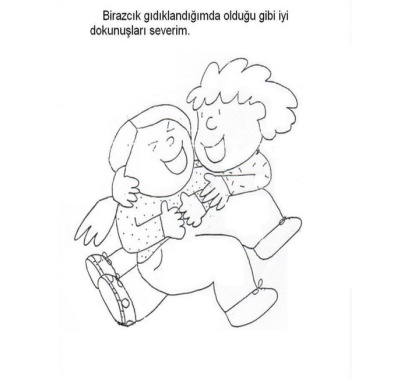 Birazcık gıdıklandığımda olduğu gibi iyi
dokunuşları severim.